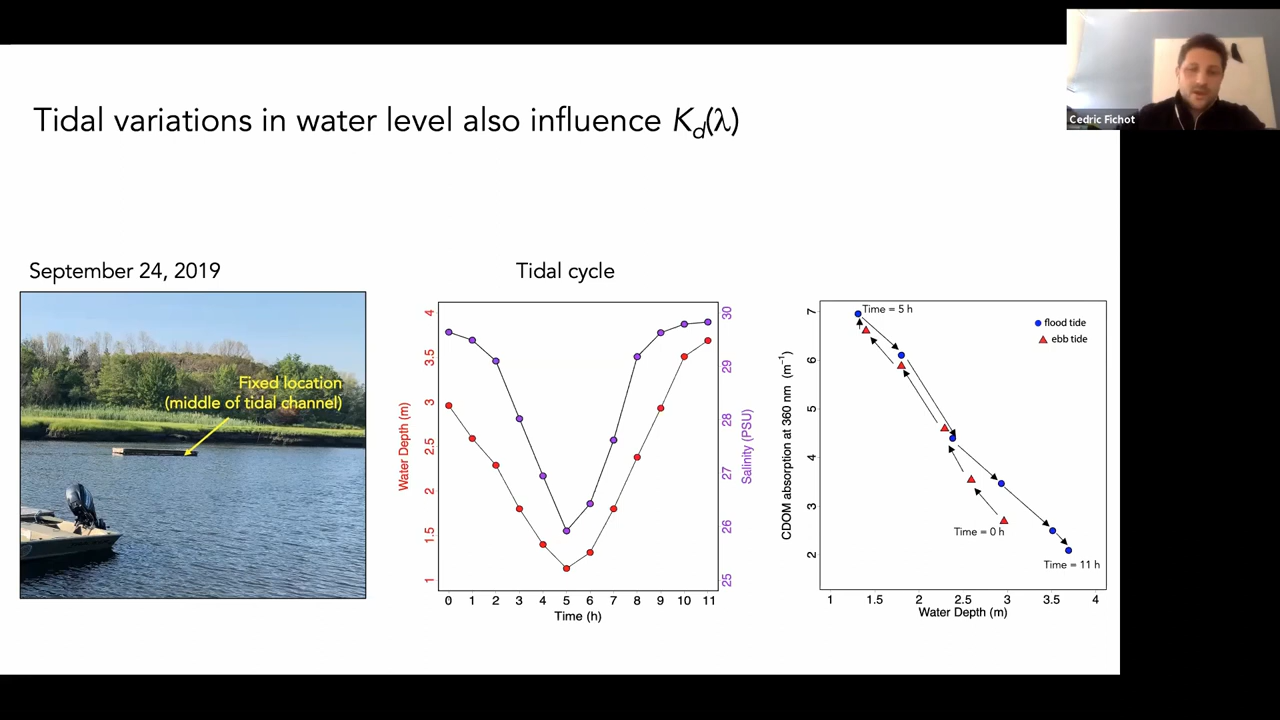 Cedric Fichot
Tidal variations in water level also influence Kd(λ)
September 24, 2019
Fixed location
(middle of tidal channel)
Tidal cycle
4
3.5
3
2.5
2
1.5
1
Water Depth (m)
30
29
28
27
26
25
Salinity (PSU)
0 1 2 3 4 5 6 7 8 9 10 11
Time (h)
7
6
5
4
3
2
CDOM absorption at 360 nm (m⁻¹)
Time = 5 h
flood tide
ebb tide
Time = 0 h
Time = 11 h
1 1.5 2 2.5 3 3.5 4
Water Depth (m)